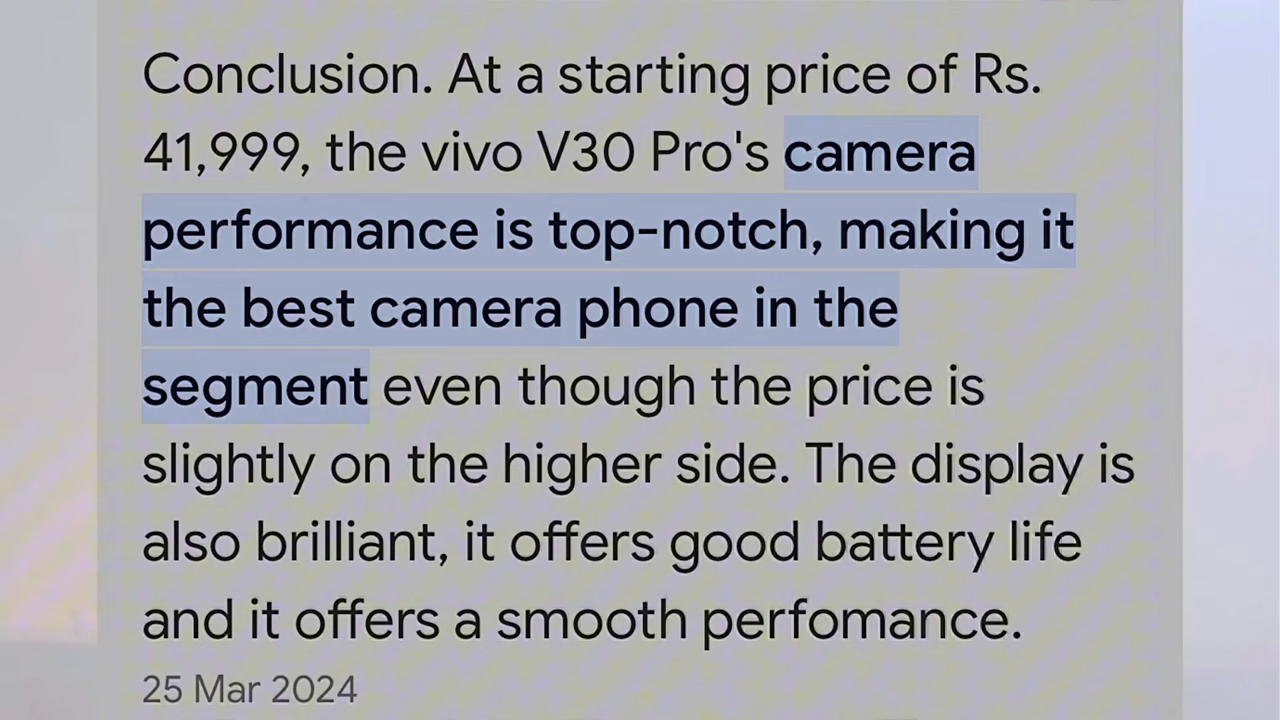 Conclusion. At a starting price of Rs.
41,999, the vivo V30 Pro's camera
performance is top-notch, making it
the best camera phone in the
segment even though the price is
slightly on the higher side. The display is
also brilliant, it offers good battery life
and it offers a smooth perfomance.
25 Mar 2024